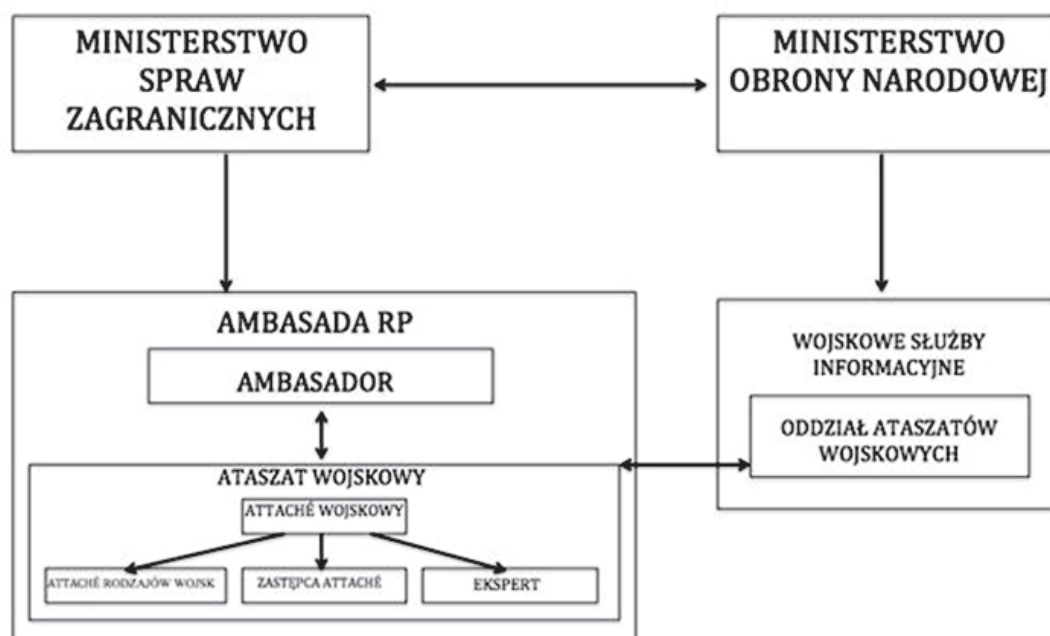 MINISTERSTWO
SPRAW
ZAGRANICZNYCH
MINISTERSTWO
OBRONY NARODOWEJ
AMBASADA RP
AMBASADOR
ATASZAT WOJSKOWY
ATTACHÉ WOJSKOWY
ATTACHÉ RODZAJÓW WOJSK
ZASTĘPCA ATTACHÉ
EKSPERT
WOJSKOWE SŁUŻBY
INFORMACYJNE
ODDZIAŁ ATASZATÓW
WOJSKOWYCH